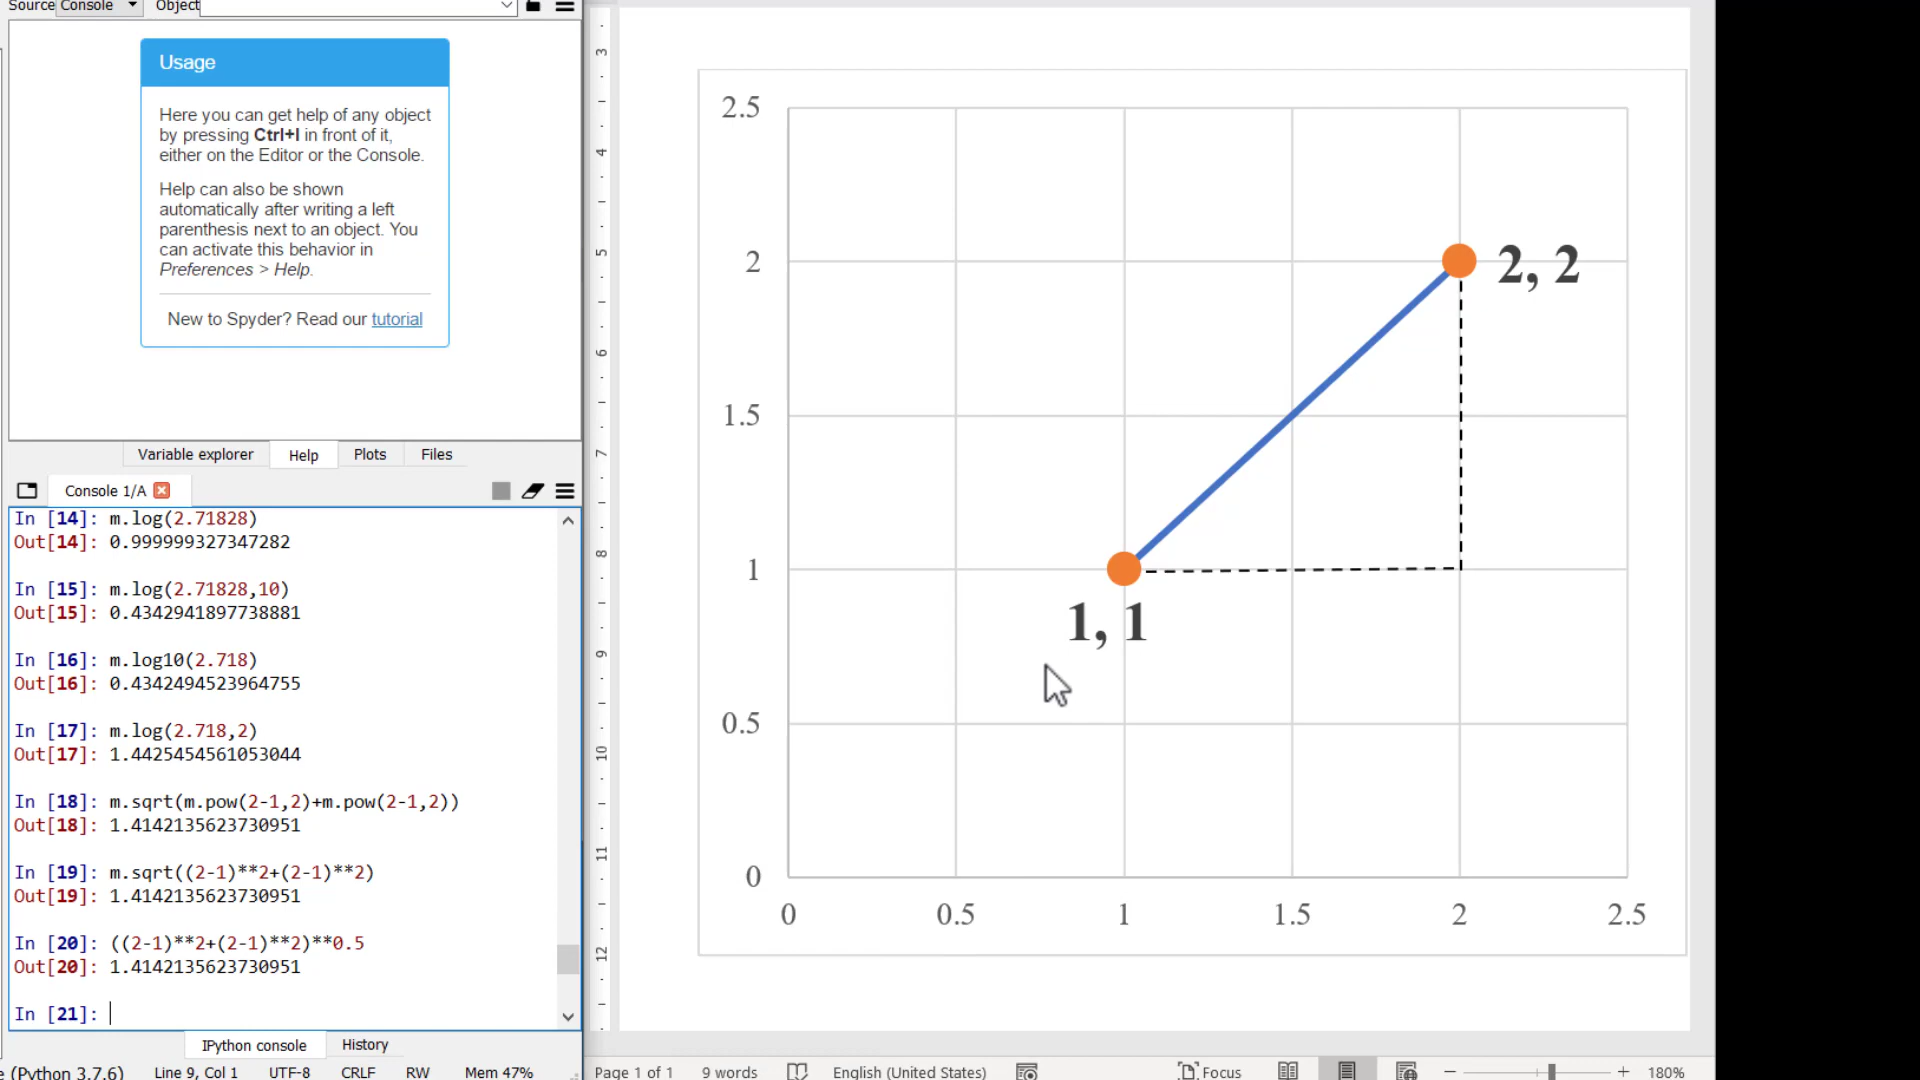 Source Console Object
Usage
Here you can get help of any object
by pressing Ctrl+I in front of it,
either on the Editor or the Console.
Help can also be shown
automatically after writing a left
parenthesis next to an object. You
can activate this behavior in
Preferences > Help.
New to Spyder? Read our tutorial
Variable explorer Help Plots Files
Console 1/A
In [14]: m.log(2.71828)
Out[14]: 0.999999327347282
In [15]: m.log(2.71828,10)
Out[15]: 0.4342941897738881
In [16]: m.log10(2.718)
Out[16]: 0.4342494523964755
In [17]: m.log(2.718,2)
Out[17]: 1.4425454561053044
In [18]: m.sqrt(m.pow(2-1,2)+m.pow(2-1,2))
Out[18]: 1.4142135623730951
In [19]: m.sqrt((2-1)**2+(2-1)**2)
Out[19]: 1.4142135623730951
In [20]: ((2-1)**2+(2-1)**2)**0.5
Out[20]: 1.4142135623730951
In [21]:
IPython console History
e (Python 3.7.6) Line 9, Col 1 UTF-8 CRLF RW Mem 47%
3
4
5
6
7
8
9
10
11
12
2.5
2
1.5
1
0.5
0
2, 2
1, 1
0 0.5 1 1.5 2 2.5
Page 1 of 1 9 words English (United States) Focus 180%